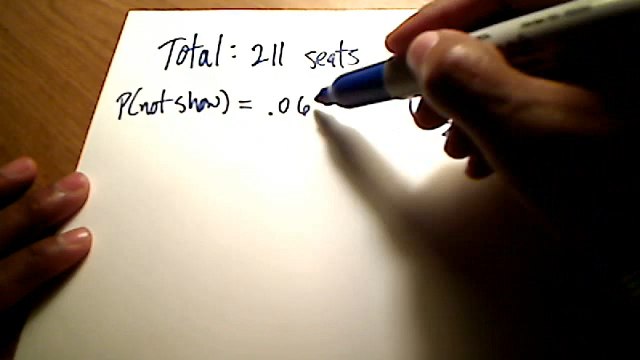 Total: 211 seats
P(not show) = .06